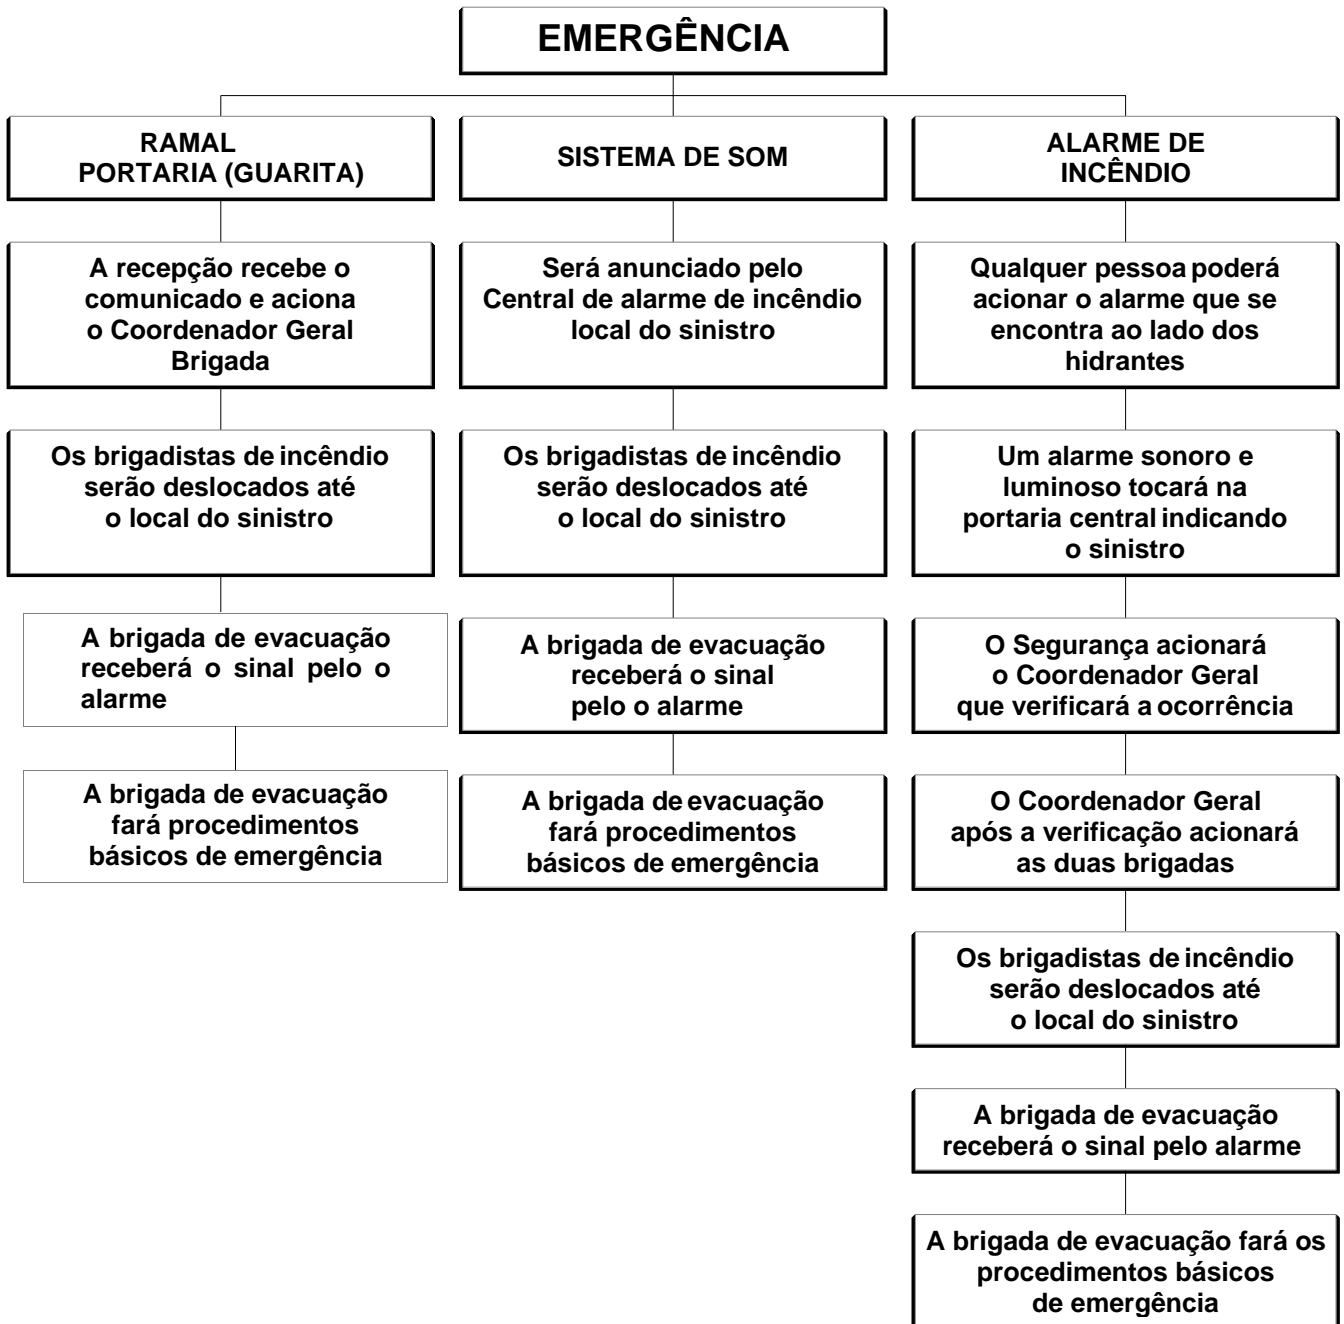 EMERGÊNCIA
RAMAL
PORTARIA (GUARITA)
A recepção recebe o
comunicado e aciona
o Coordenador Geral
Brigada
Os brigadistas de incêndio
serão deslocados até
o local do sinistro
A brigada de evacuação
receberá o sinal pelo o
alarme
A brigada de evacuação
fará procedimentos
básicos de emergência
SISTEMA DE SOM
Será anunciado pelo
Central de alarme de incêndio
local do sinistro
Os brigadistas de incêndio
serão deslocados até
o local do sinistro
A brigada de evacuação
receberá o sinal
pelo o alarme
A brigada de evacuação
fará procedimentos
básicos de emergência
ALARME DE
INCÊNDIO
Qualquer pessoa poderá
acionar o alarme que se
encontra ao lado dos
hidrantes
Um alarme sonoro e
luminoso tocará na
portaria central indicando
o sinistro
O Segurança acionará
o Coordenador Geral
que verificará a ocorrência
O Coordenador Geral
após a verificação acionará
as duas brigadas
Os brigadistas de incêndio
serão deslocados até
o local do sinistro
A brigada de evacuação
receberá o sinal pelo alarme
A brigada de evacuação fará os
procedimentos básicos
de emergência